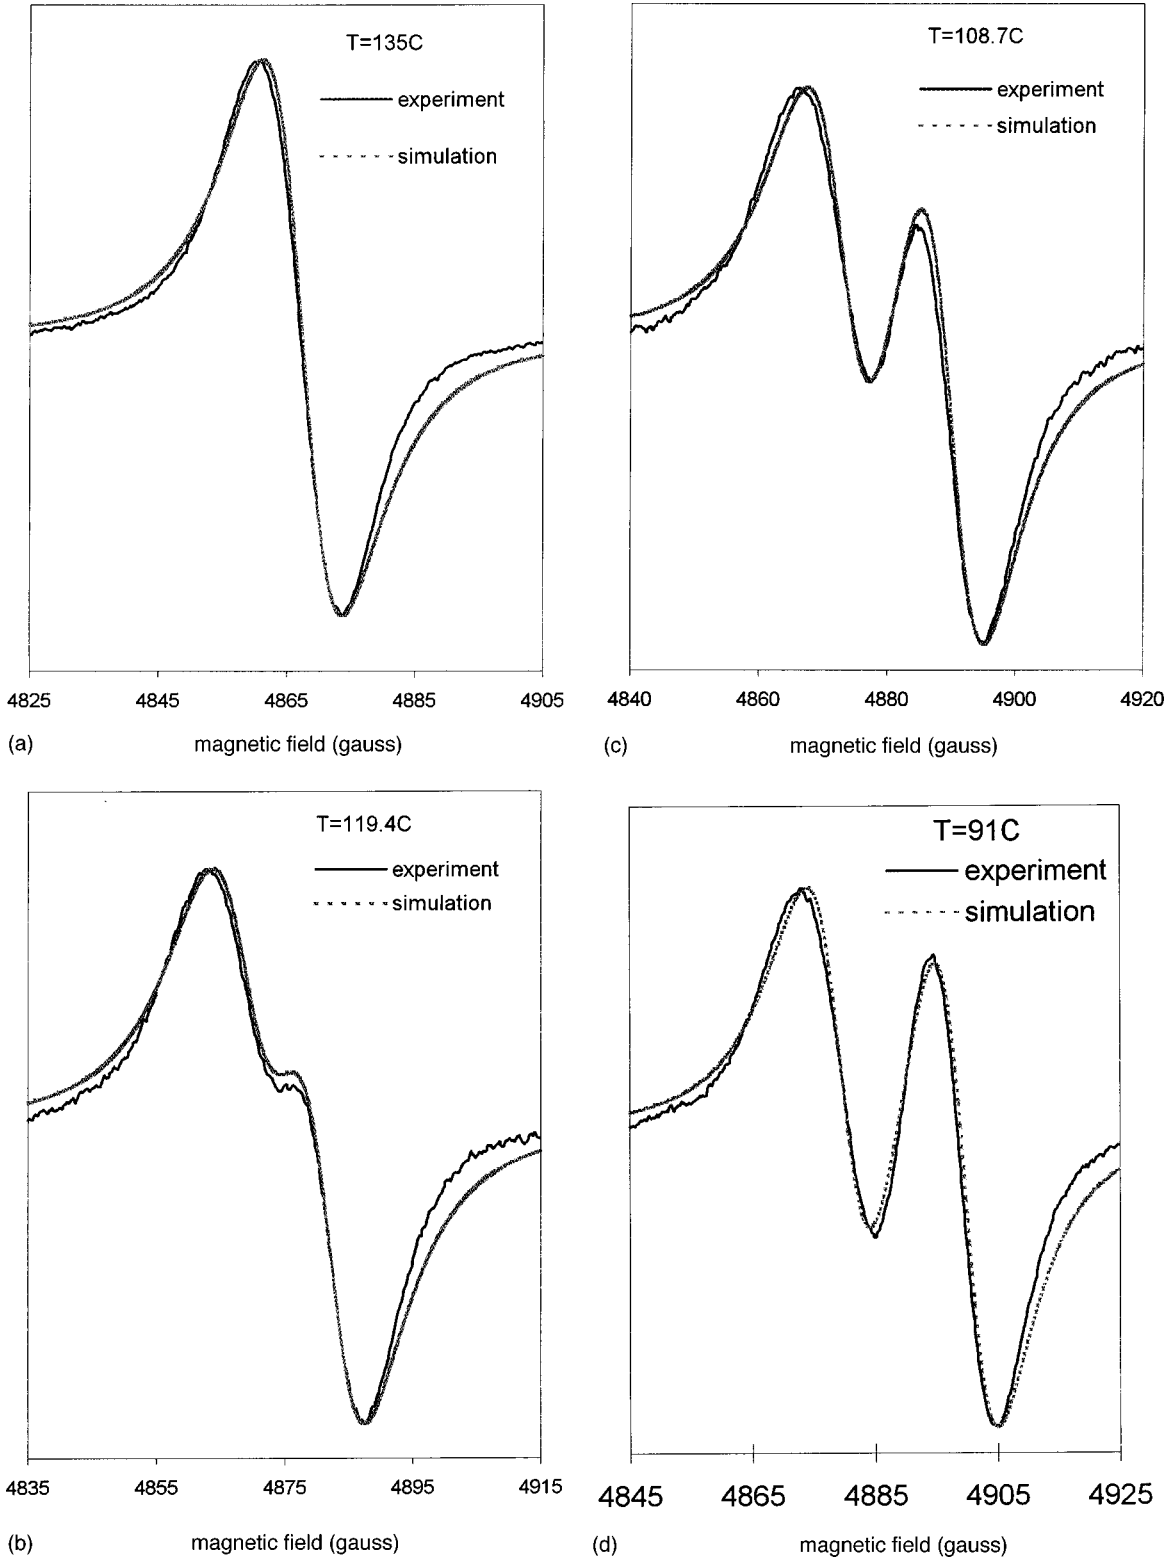 T=135C
experiment
simulation
4825 4845 4865 4885 4905
(a) magnetic field (gauss)
T=108.7C
experiment
simulation
4840 4860 4880 4900 4920
(c) magnetic field (gauss)
T=119.4C
experiment
simulation
4835 4855 4875 4895 4915
(b) magnetic field (gauss)
T=91C
experiment
simulation
4845 4865 4885 4905 4925
(d) magnetic field (gauss)